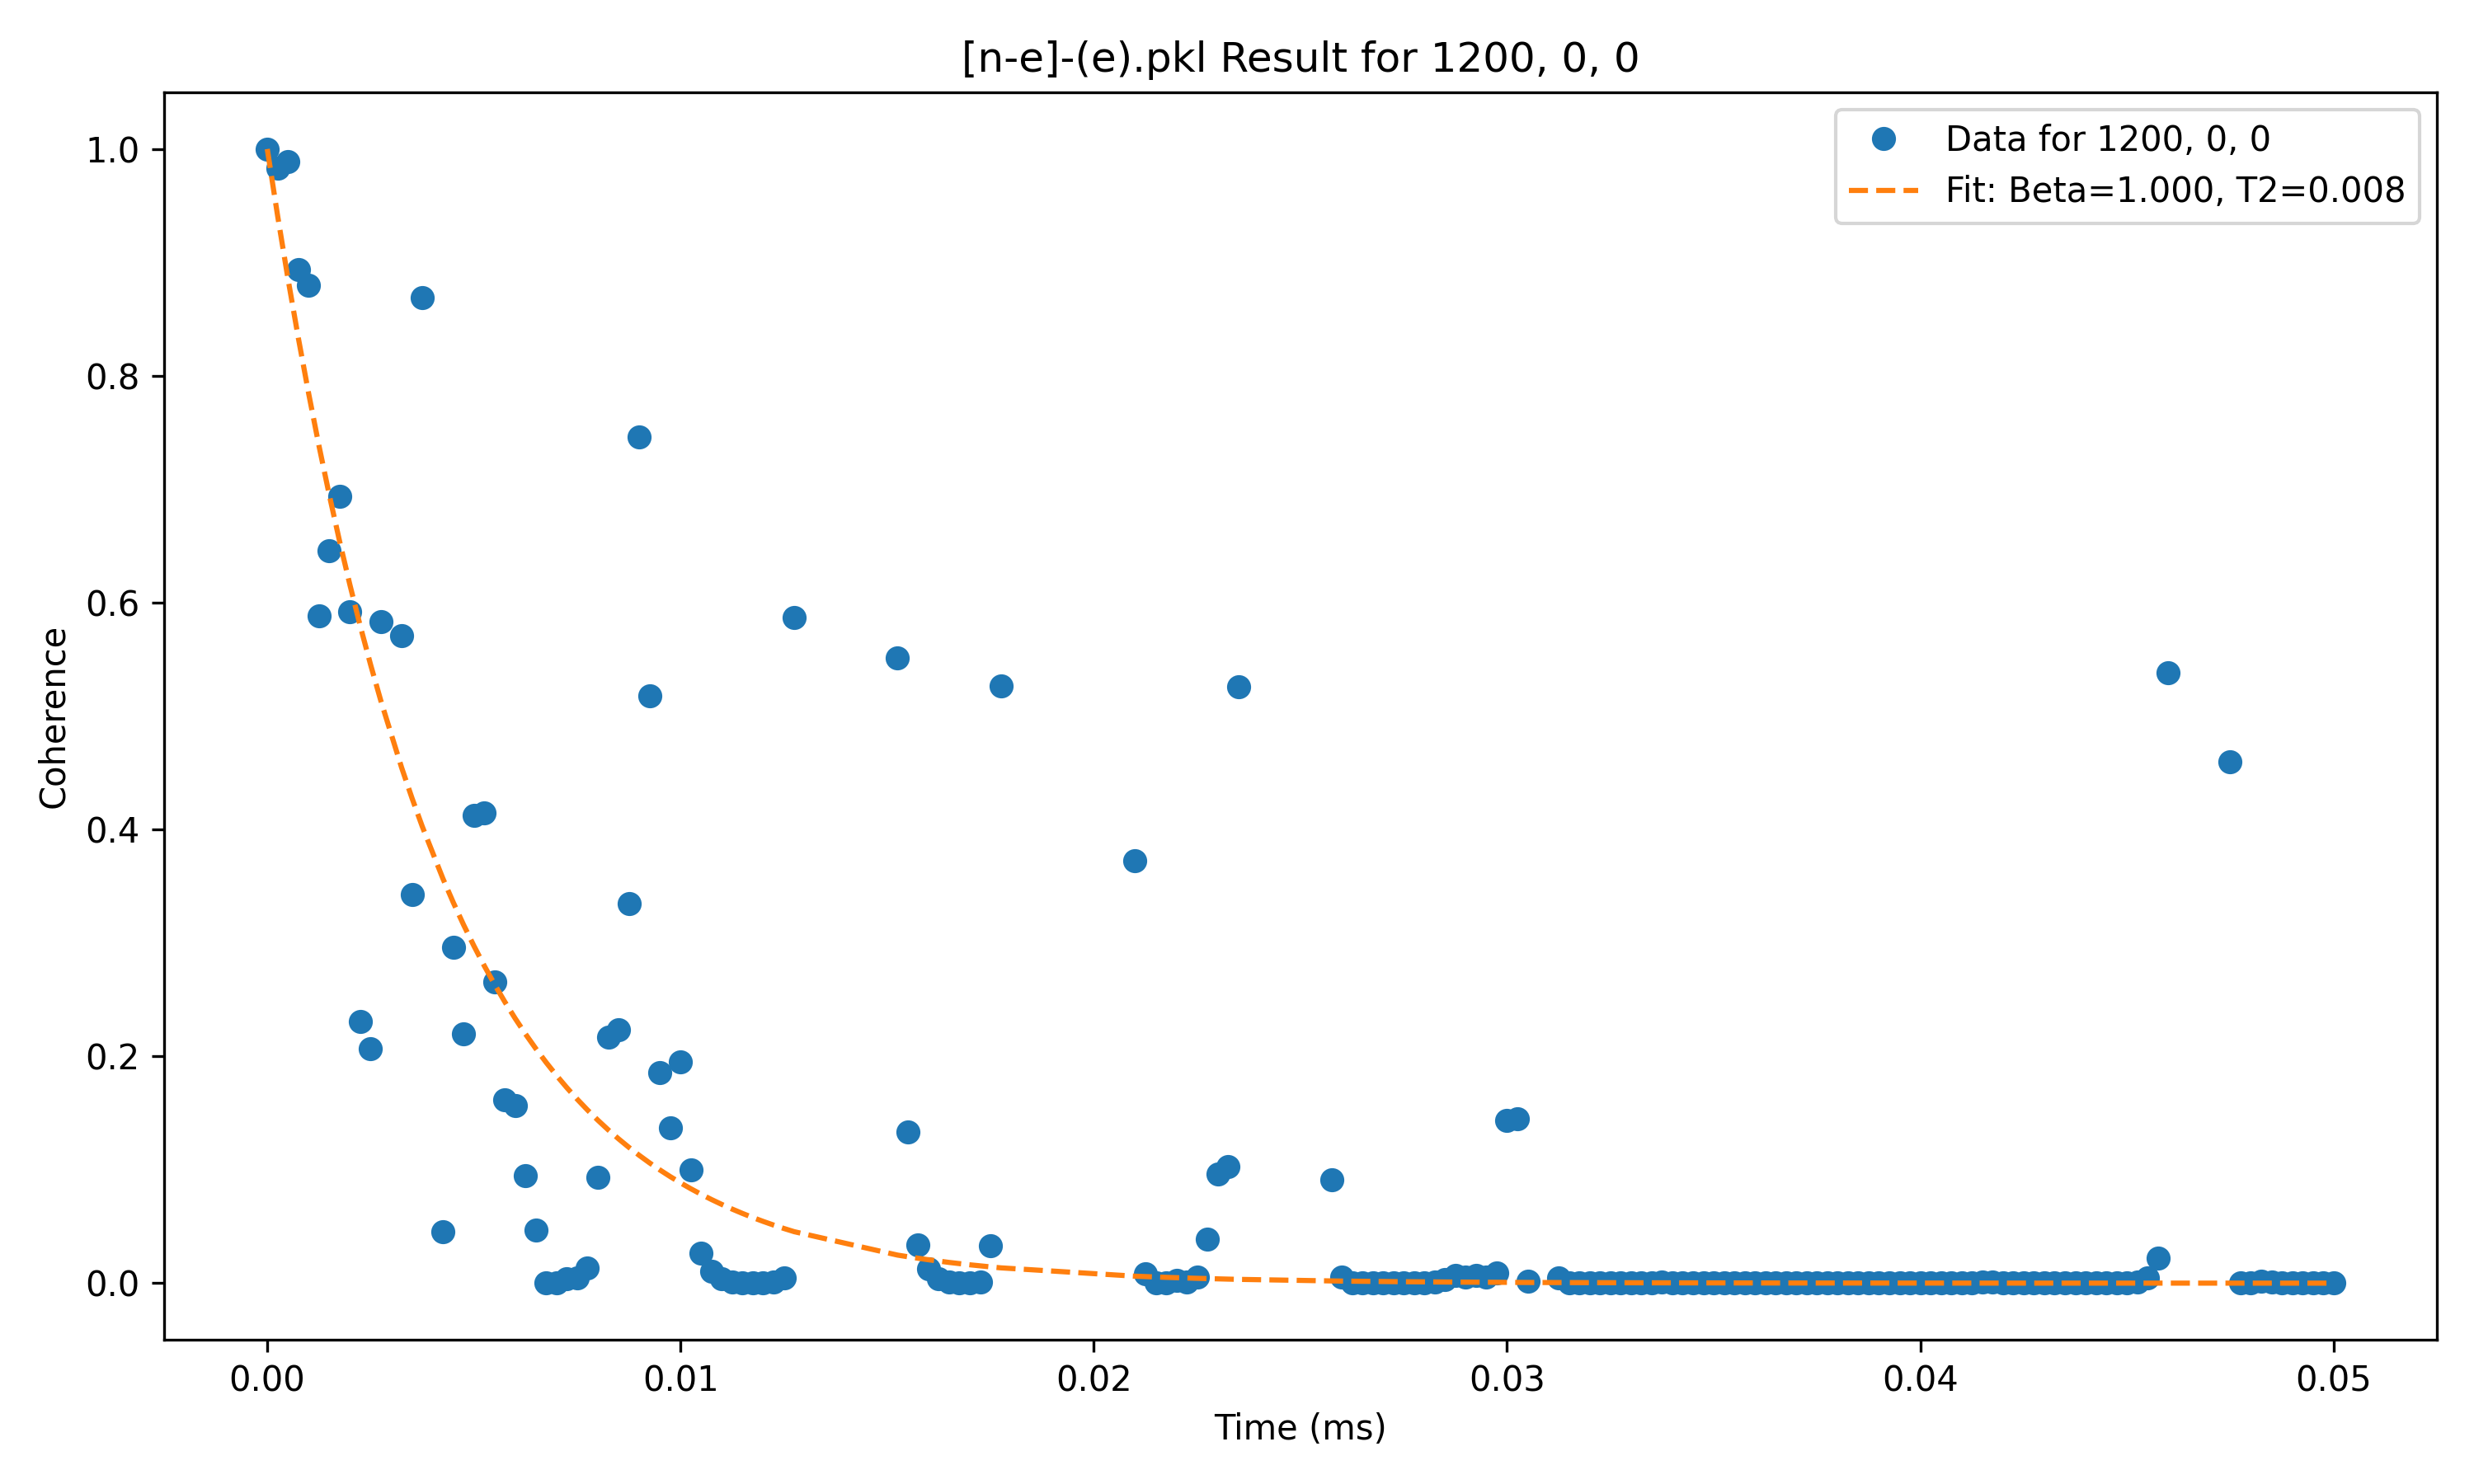 [n-e]-(e).pkl Result for 1200, 0, 0
Data for 1200, 0, 0
Fit: Beta=1.000, T2=0.008
1.0
0.8
0.6
0.4
0.2
0.0
Coherence
0.00 0.01 0.02 0.03 0.04 0.05
Time (ms)